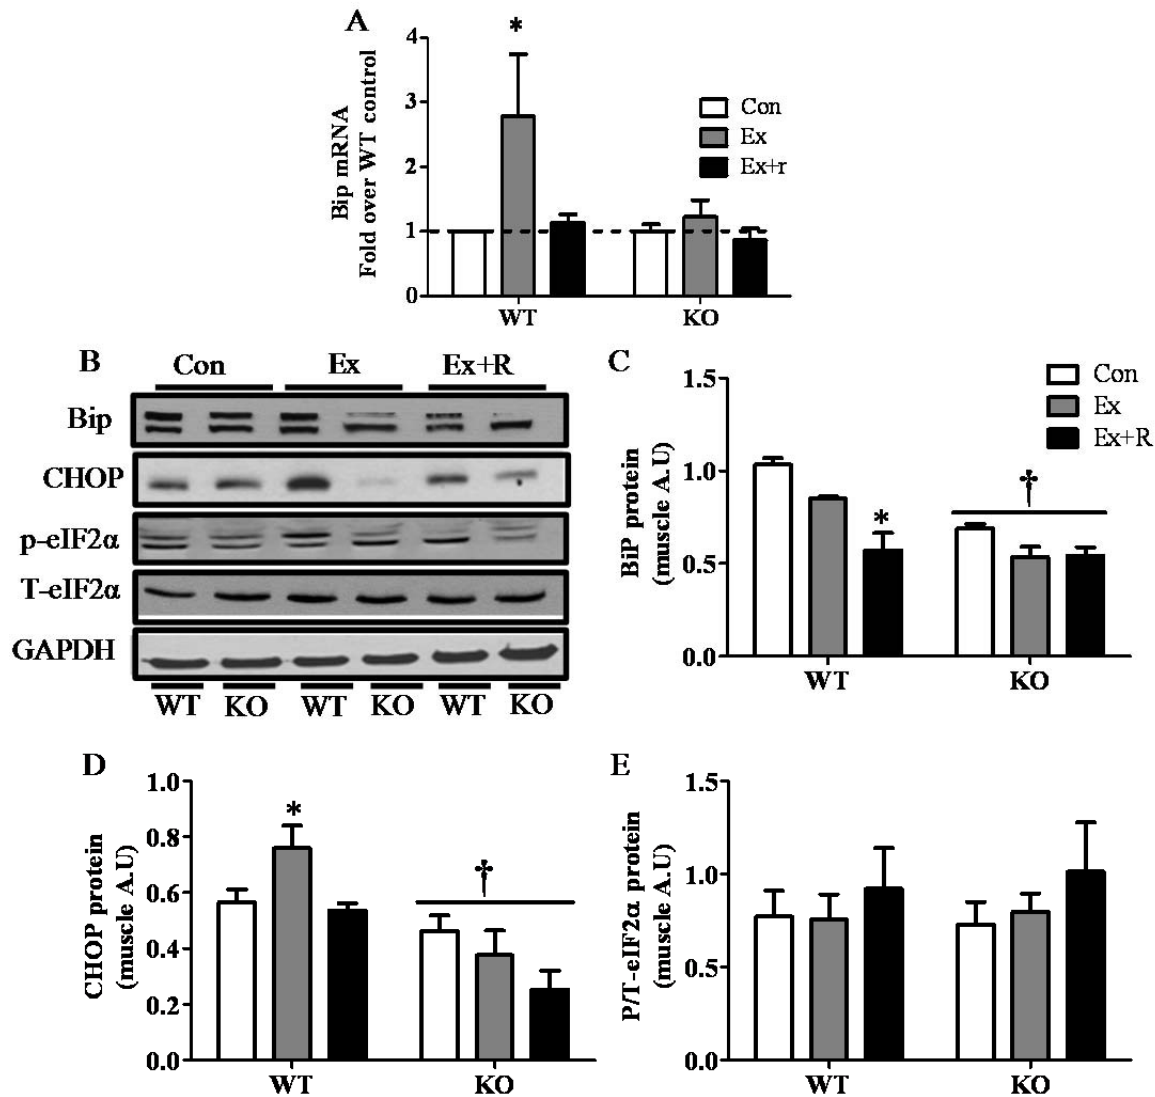 A
*
Bip mRNA
Fold over WT control
4
3
2
1
0
Con
Ex
Ex+r
WT KO
B
Con Ex Ex+R
Bip
CHOP
p-eIF2α
T-eIF2α
GAPDH
WT KO WT KO WT KO
C
BiP protein
(muscle A.U)
1.5
1.0
0.5
0.0
Con
Ex
Ex+R
*
†
WT KO
D
CHOP protein
(muscle A.U)
1.0
0.8
0.6
0.4
0.2
0.0
*
†
WT KO
E
P/T-eIF2α protein
(muscle A.U)
1.5
1.0
0.5
0.0
WT KO